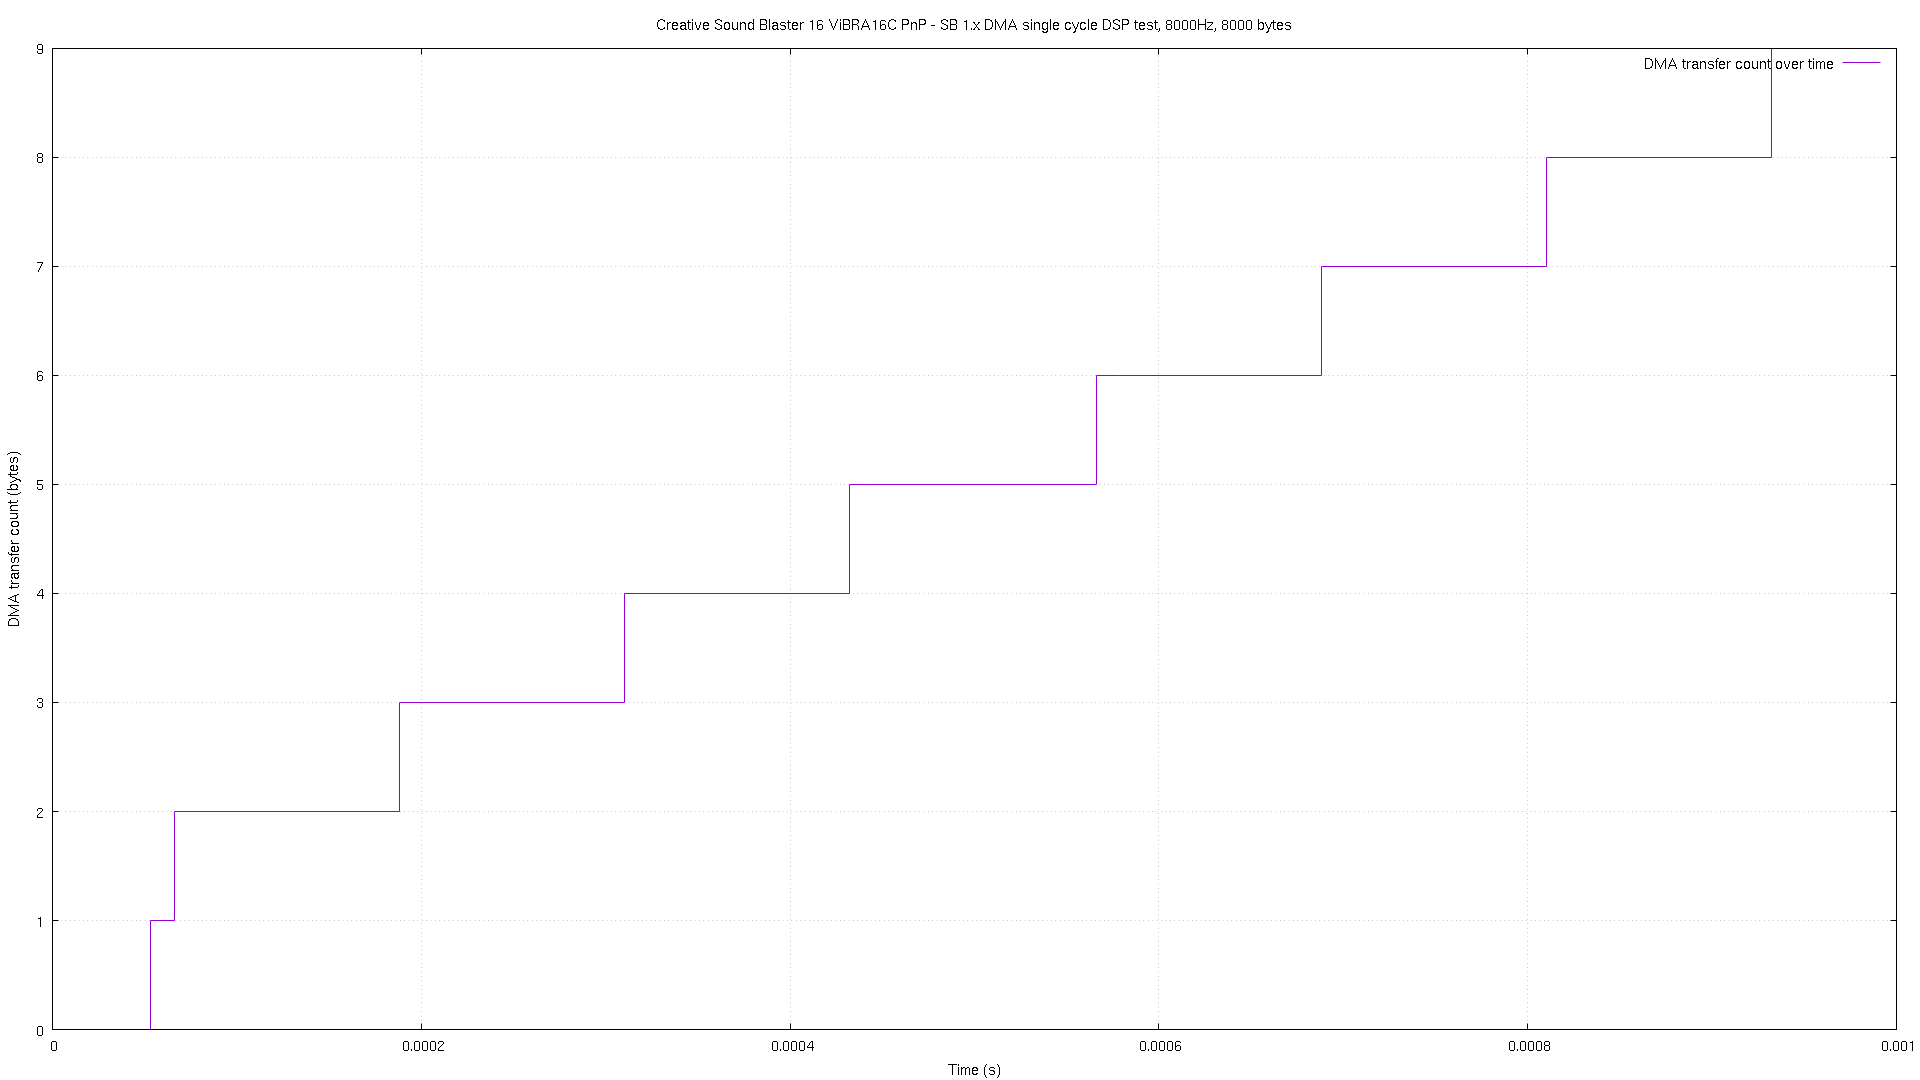 Creative Sound Blaster 16 ViBRA16C PnP - SB 1.x DMA single cycle DSP test, 8000Hz, 8000 bytes
DMA transfer count over time
9
8
7
6
5
4
3
2
1
0
DMA transfer count (bytes)
0 0.0002 0.0004 0.0006 0.0008 0.001
Time (s)